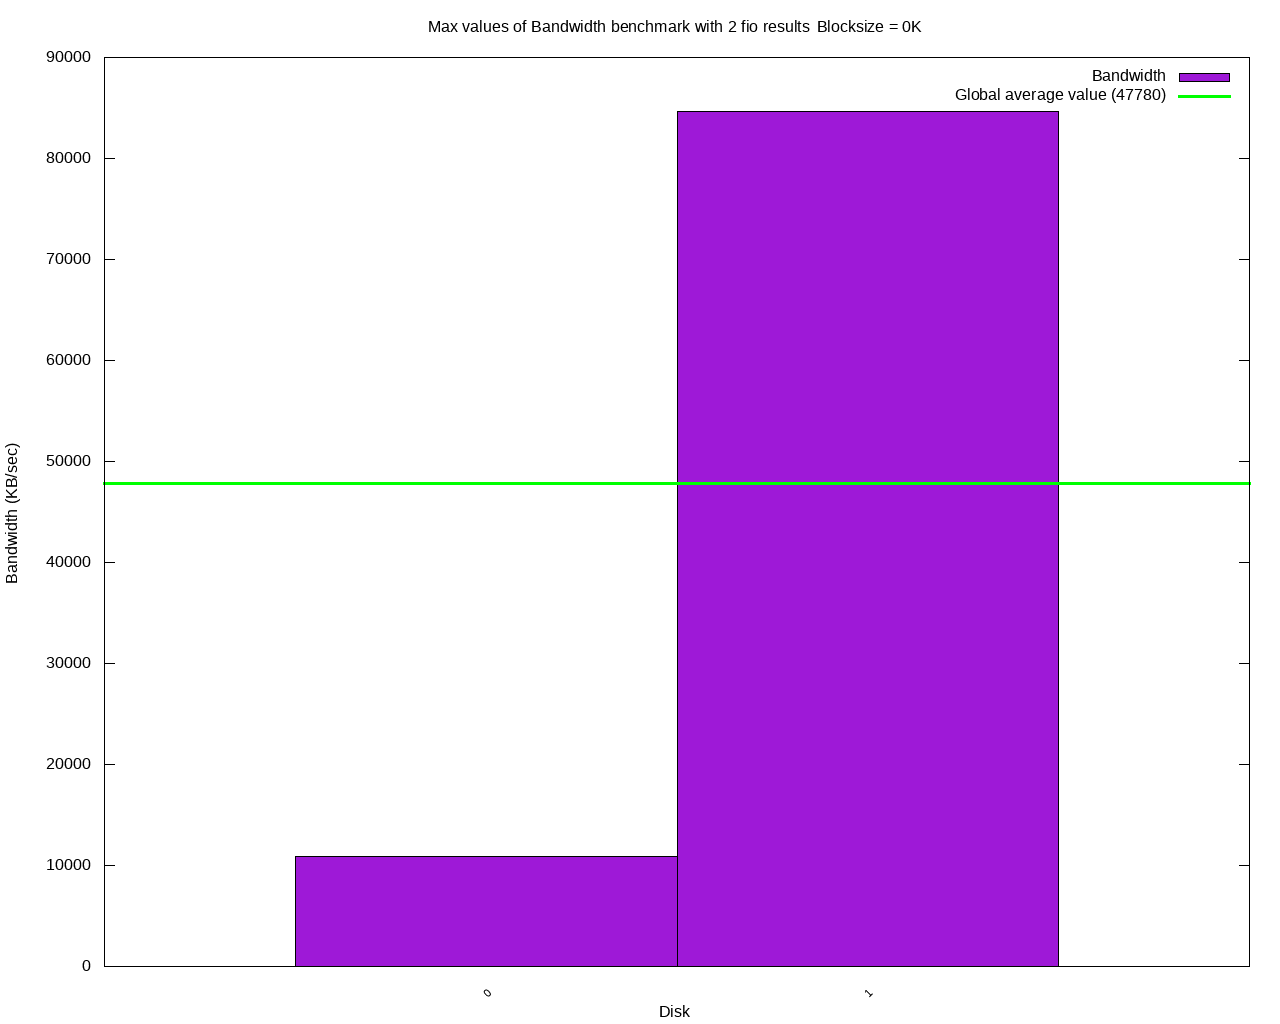 Max values of Bandwidth benchmark with 2 fio results Blocksize = 0K
90000
80000
70000
60000
50000
40000
30000
20000
10000
0
Bandwidth (KB/sec)
Bandwidth
Global average value (47780)
0
1
Disk